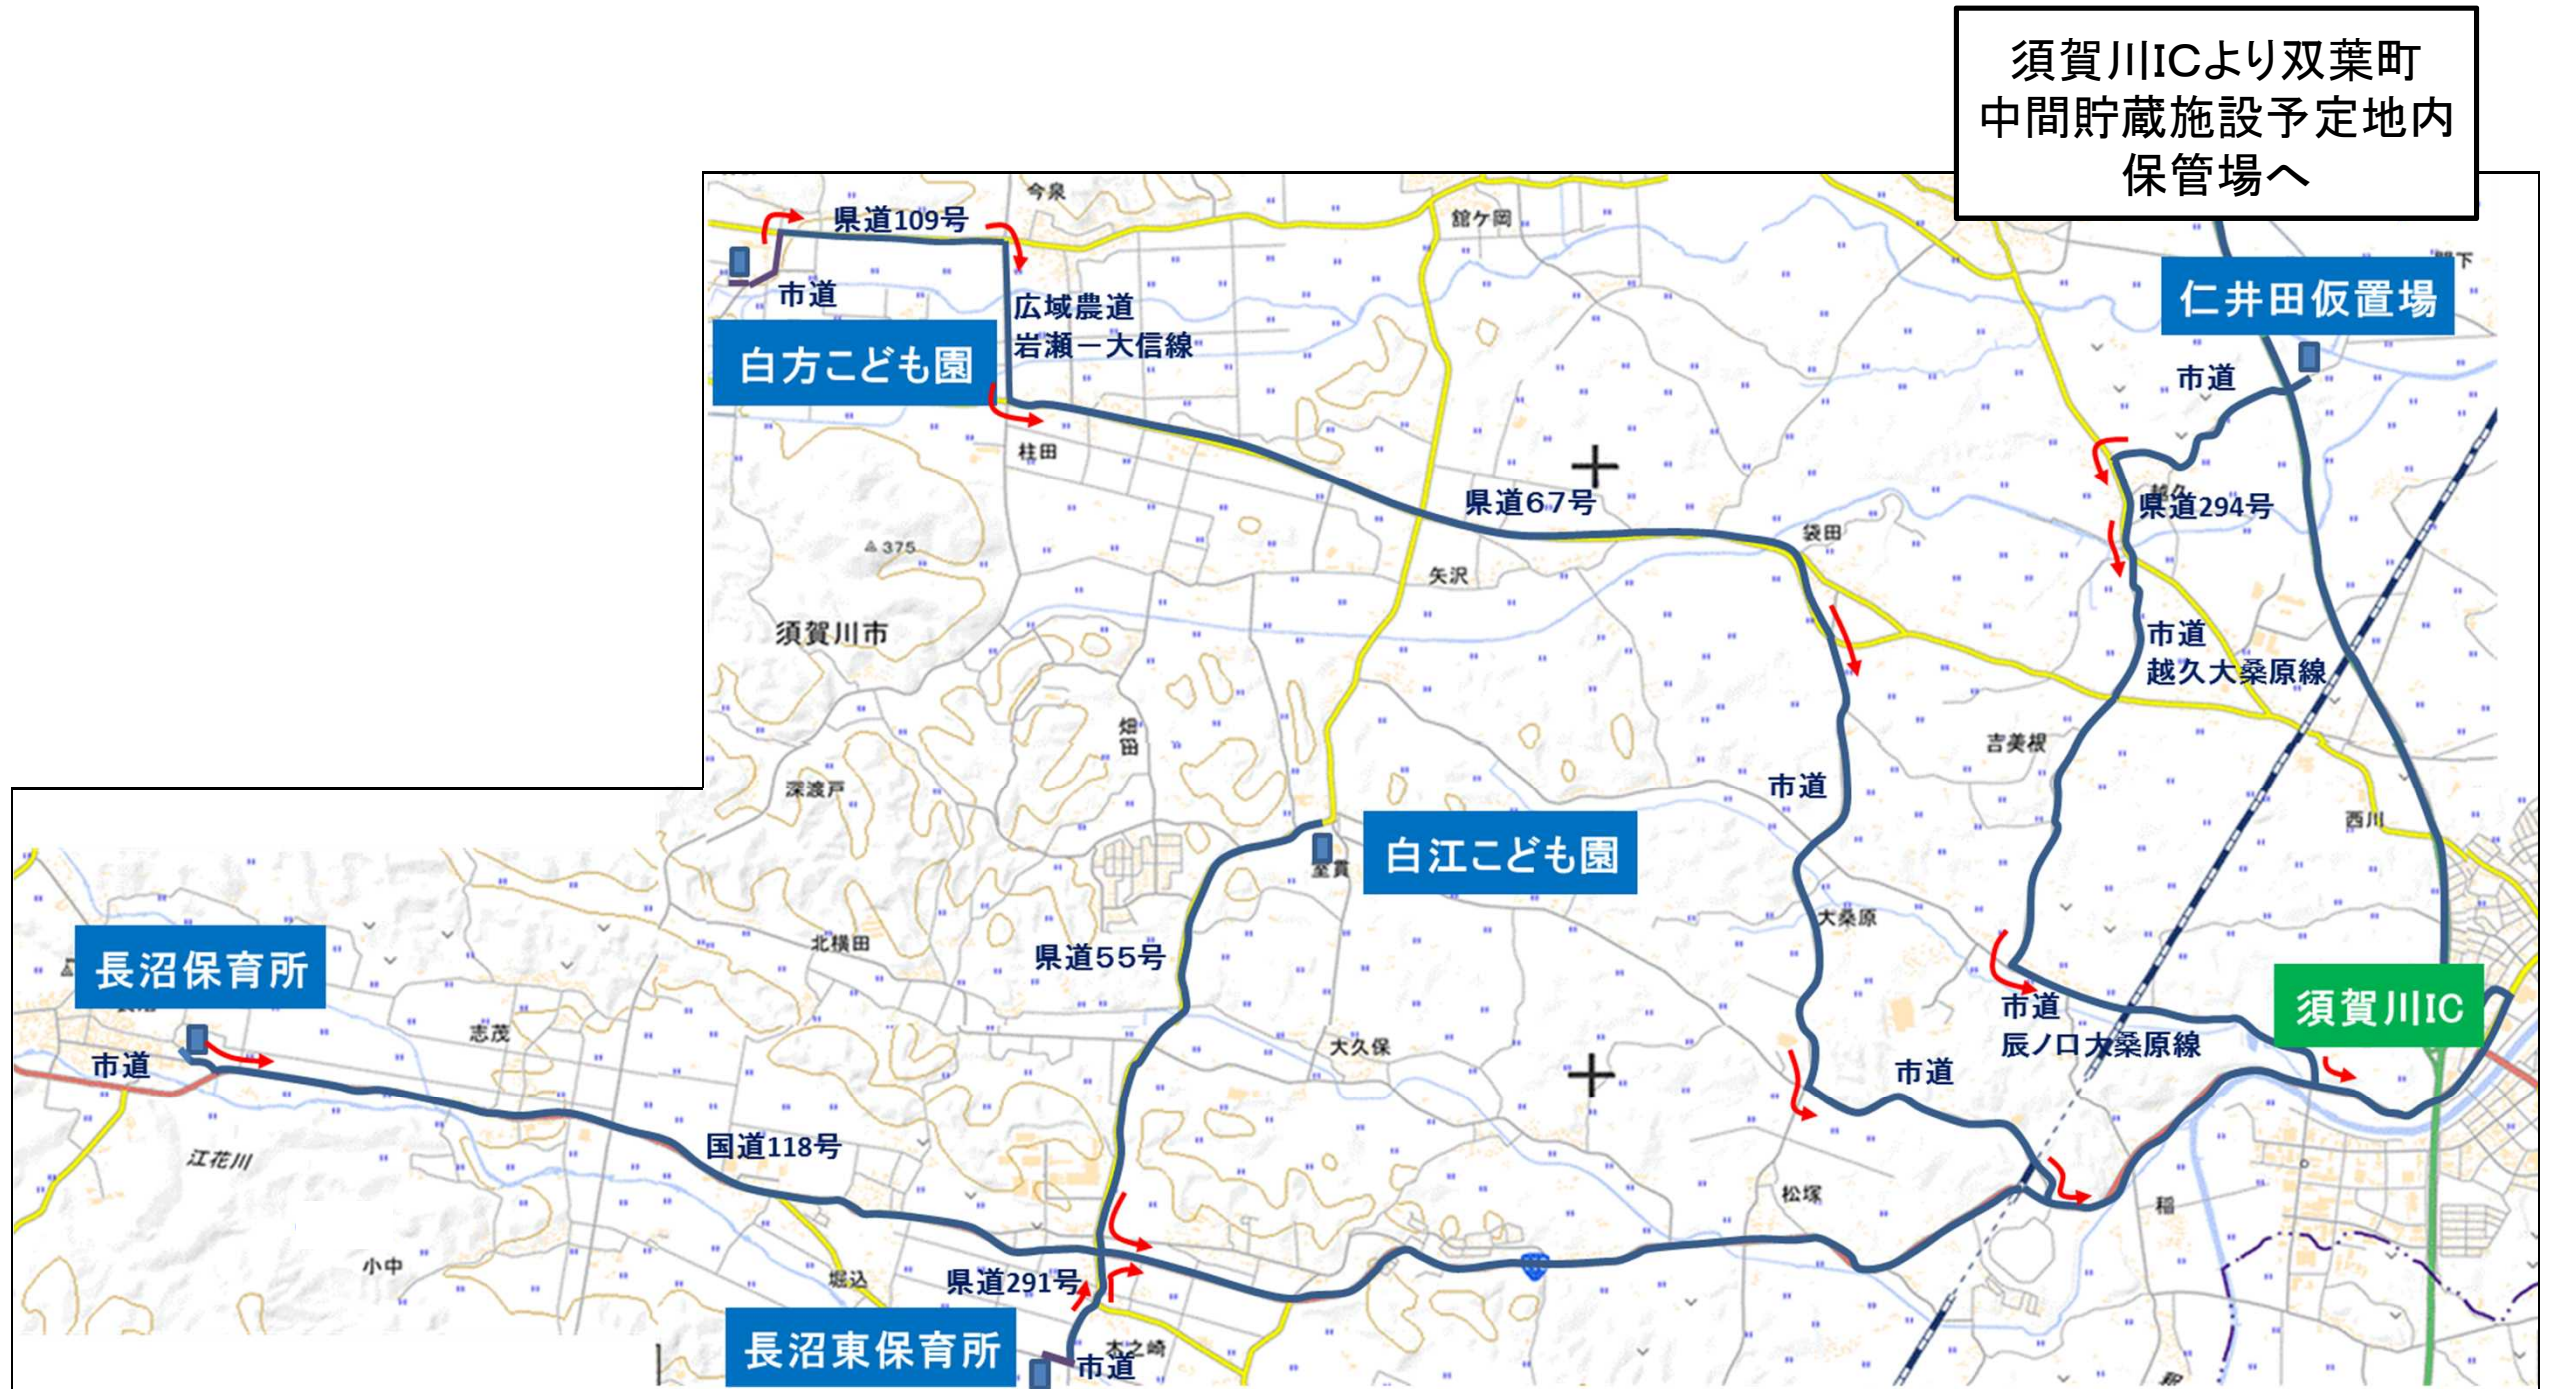 須賀川ICより双葉町
中間貯蔵施設予定地内
保管場へ
今泉
県道109号
舘ケ岡
市道
広域農道
岩瀬－大信線
白方こども園
仁井田仮置場
市道
柱田
県道67号
県道294号
袋田
375
矢沢
須賀川市
市道
越久大桑原線
畑田
吉美根
深渡戸
市道
西川
白江こども園
至貫
大桑原
北横田
県道55号
長沼保育所
須賀川IC
市道
辰ノ口大桑原線
志茂
大久保
市道
市道
国道118号
江花川
松塚
稲
小中
堀込
県道291号
長沼東保育所
木之崎
市道